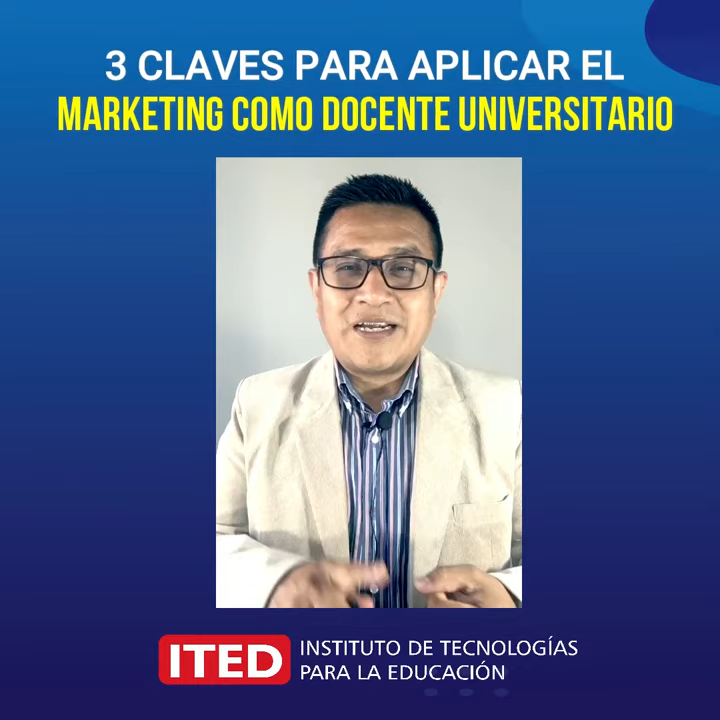 3 CLAVES PARA APLICAR EL
MARKETING COMO DOCENTE UNIVERSITARIO
ITED
INSTITUTO DE TECNOLOGÍAS
PARA LA EDUCACIÓN